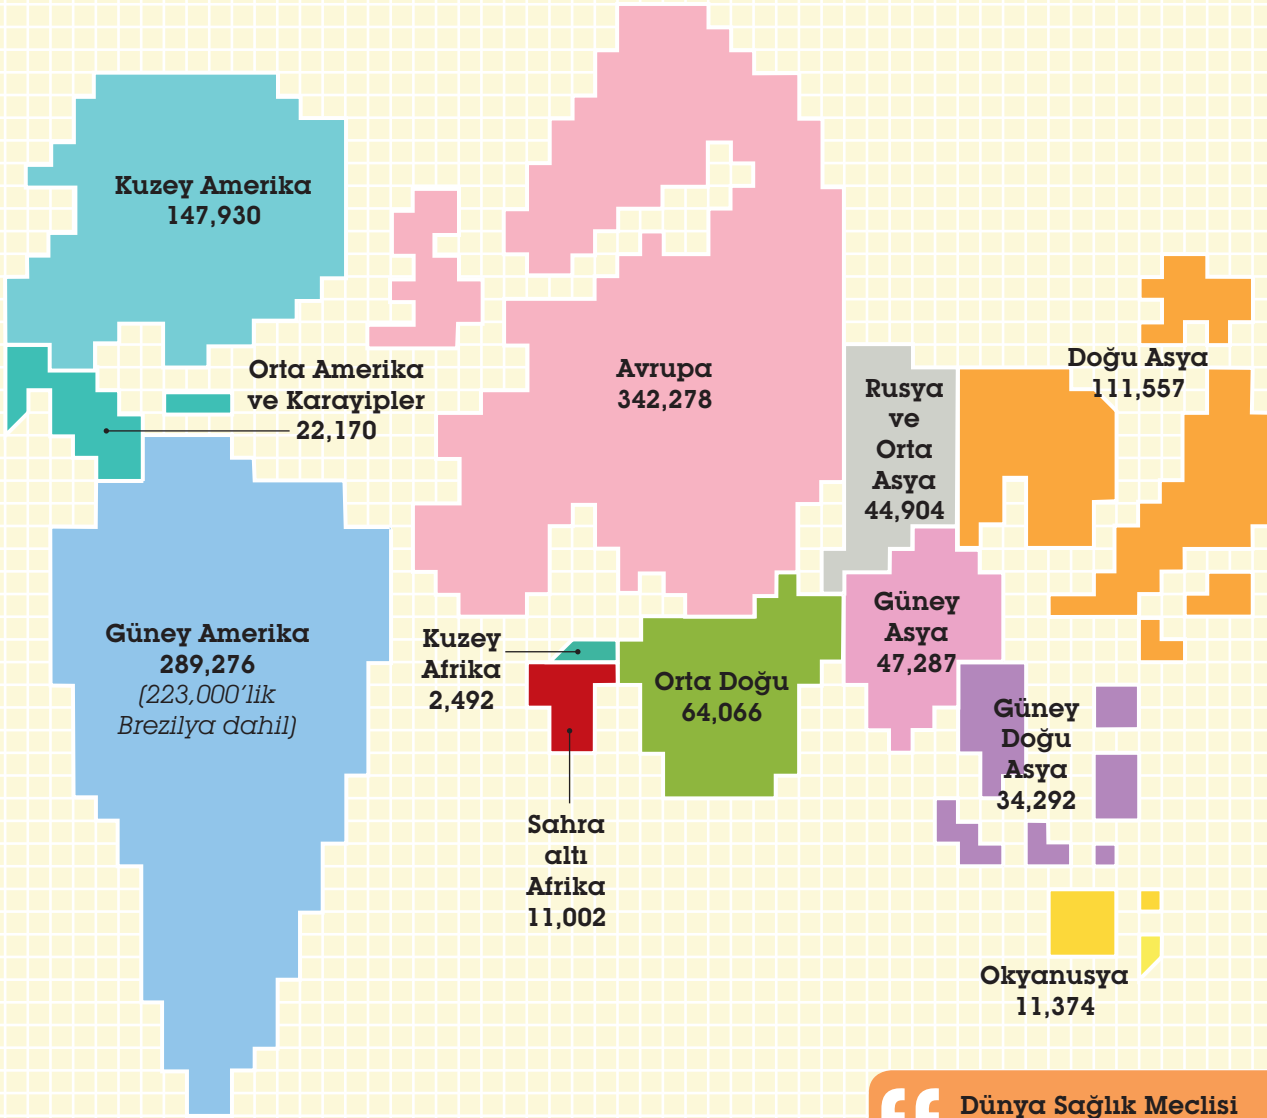 Kuzey Amerika
147,930
Orta Amerika
ve Karayipler
22,170
Avrupa
342,278
Rusya
ve
Orta
Asya
44,904
Doğu Asya
111,557
Güney Amerika
289,276
(223,000’lik
Brezilya dahil)
Kuzey
Afrika
2,492
Orta Doğu
64,066
Güney
Asya
47,287
Güney
Doğu
Asya
34,292
Sahra
altı
Afrika
11,002
Okyanusya
11,374
“ Dünya Sağlık Meclisi